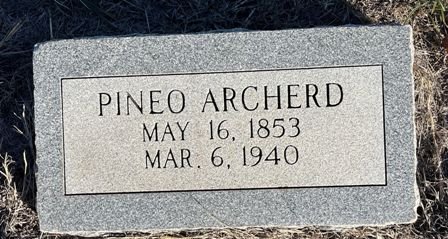 PINEO ARCHERD
MAY 16, 1853
MAR. 6, 1940